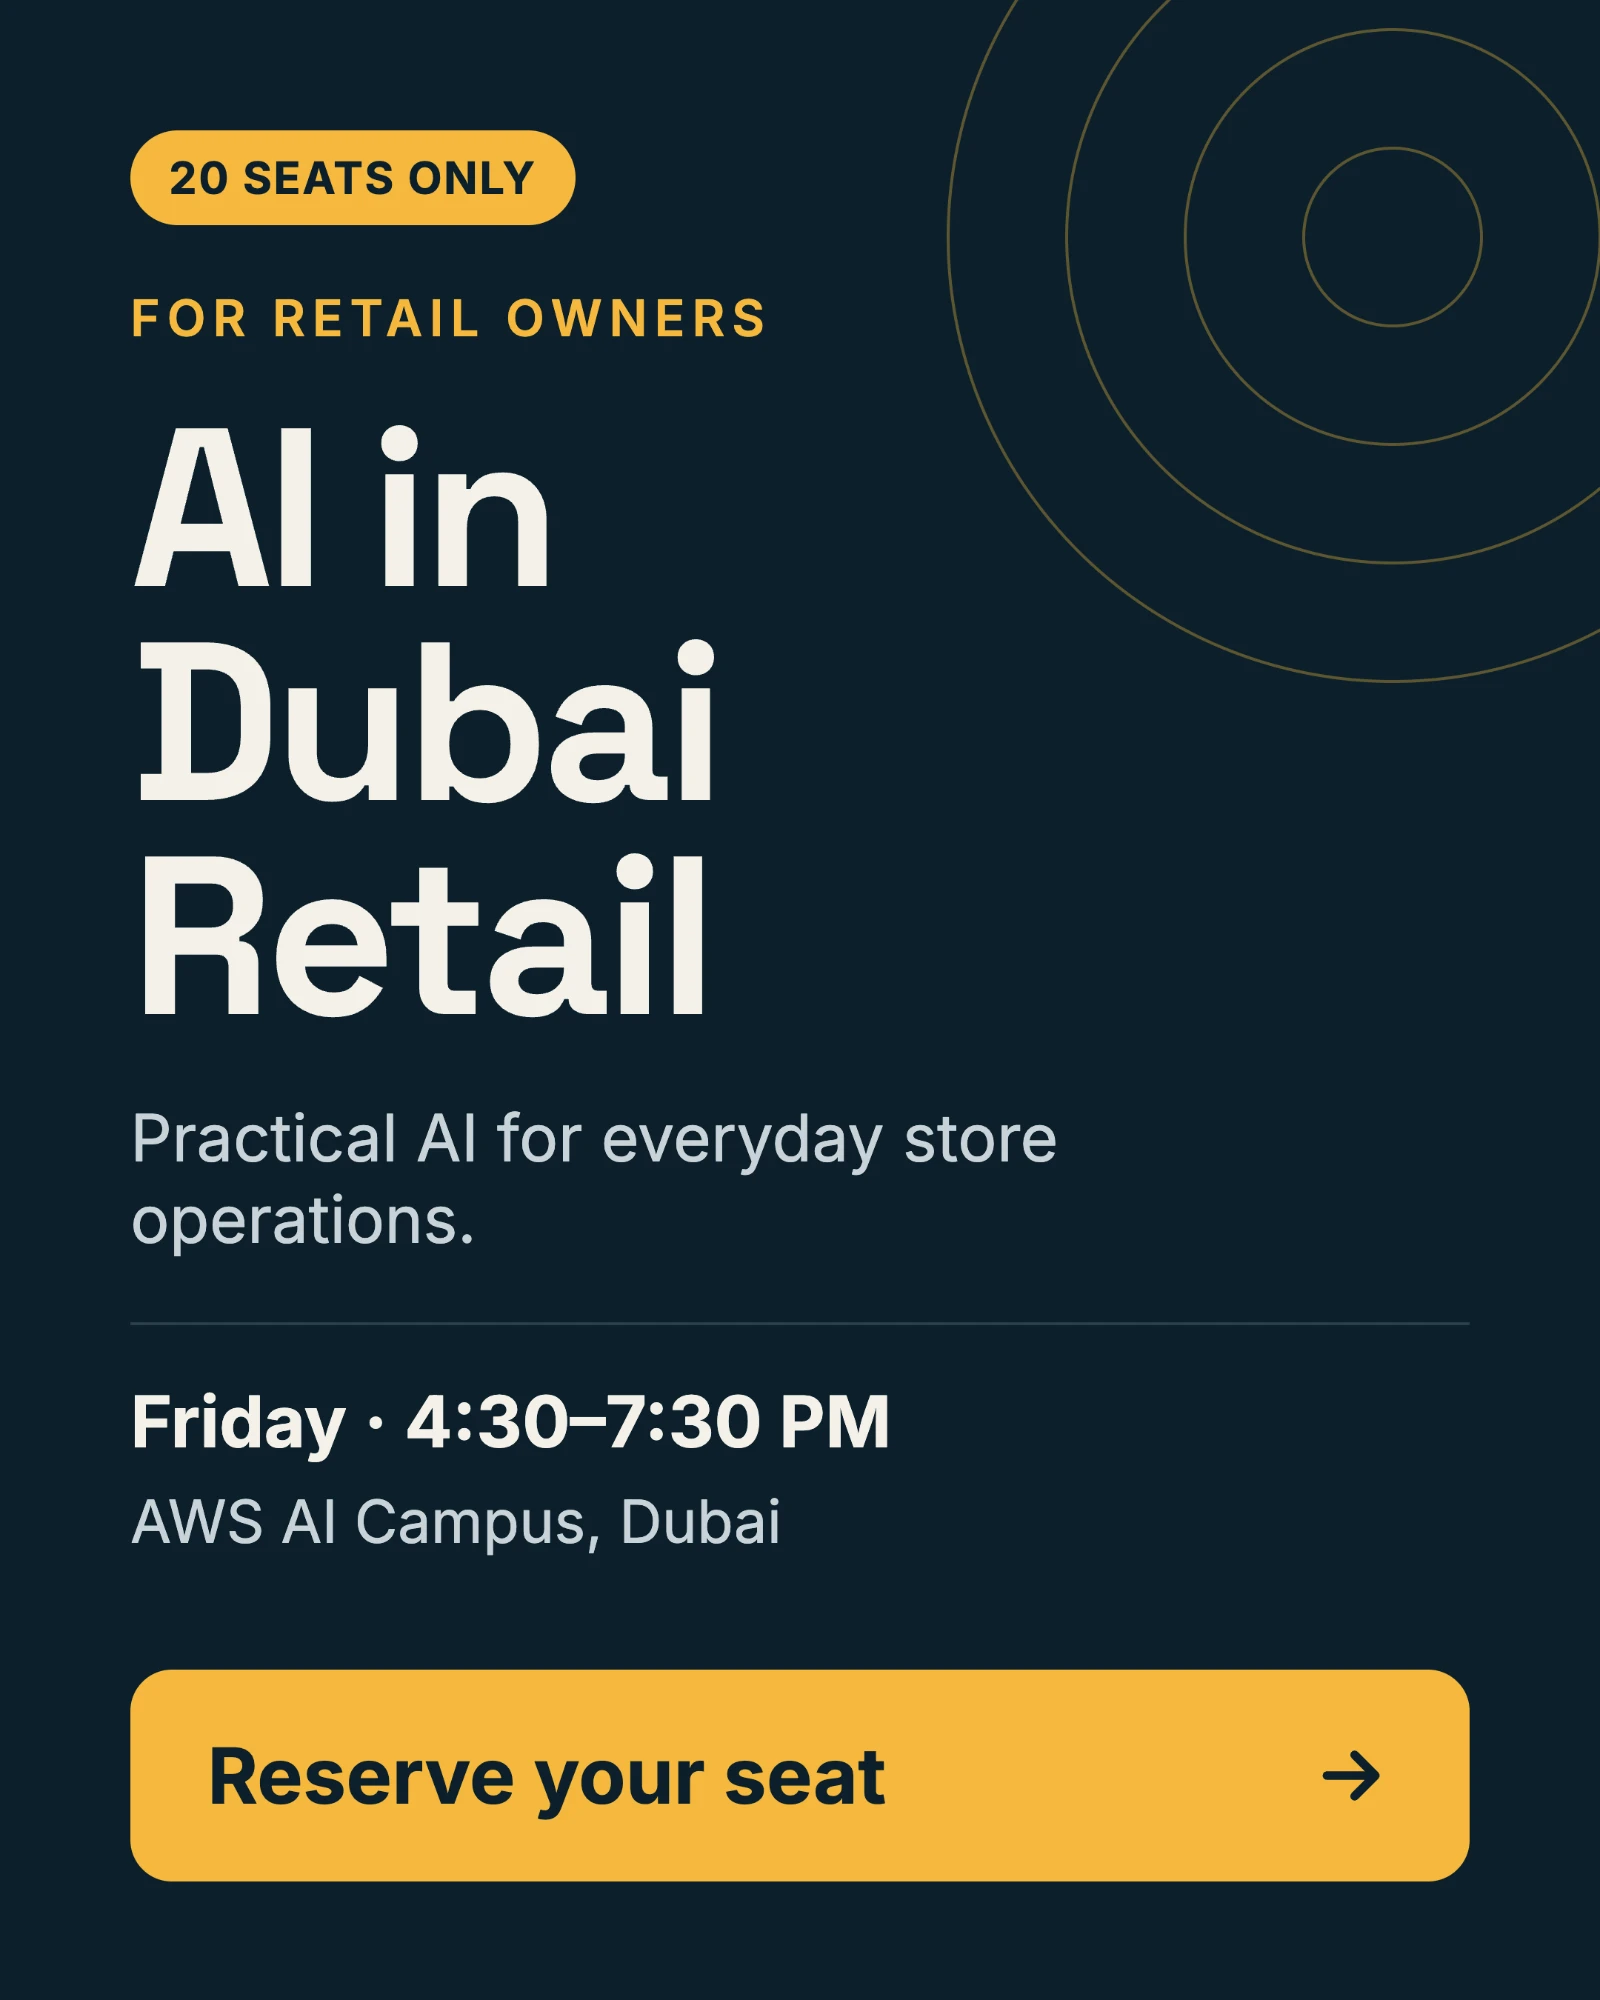 20 SEATS ONLY
FOR RETAIL OWNERS
AI in
Dubai
Retail
Practical AI for everyday store
operations.
Friday · 4:30–7:30 PM
AWS AI Campus, Dubai
Reserve your seat →